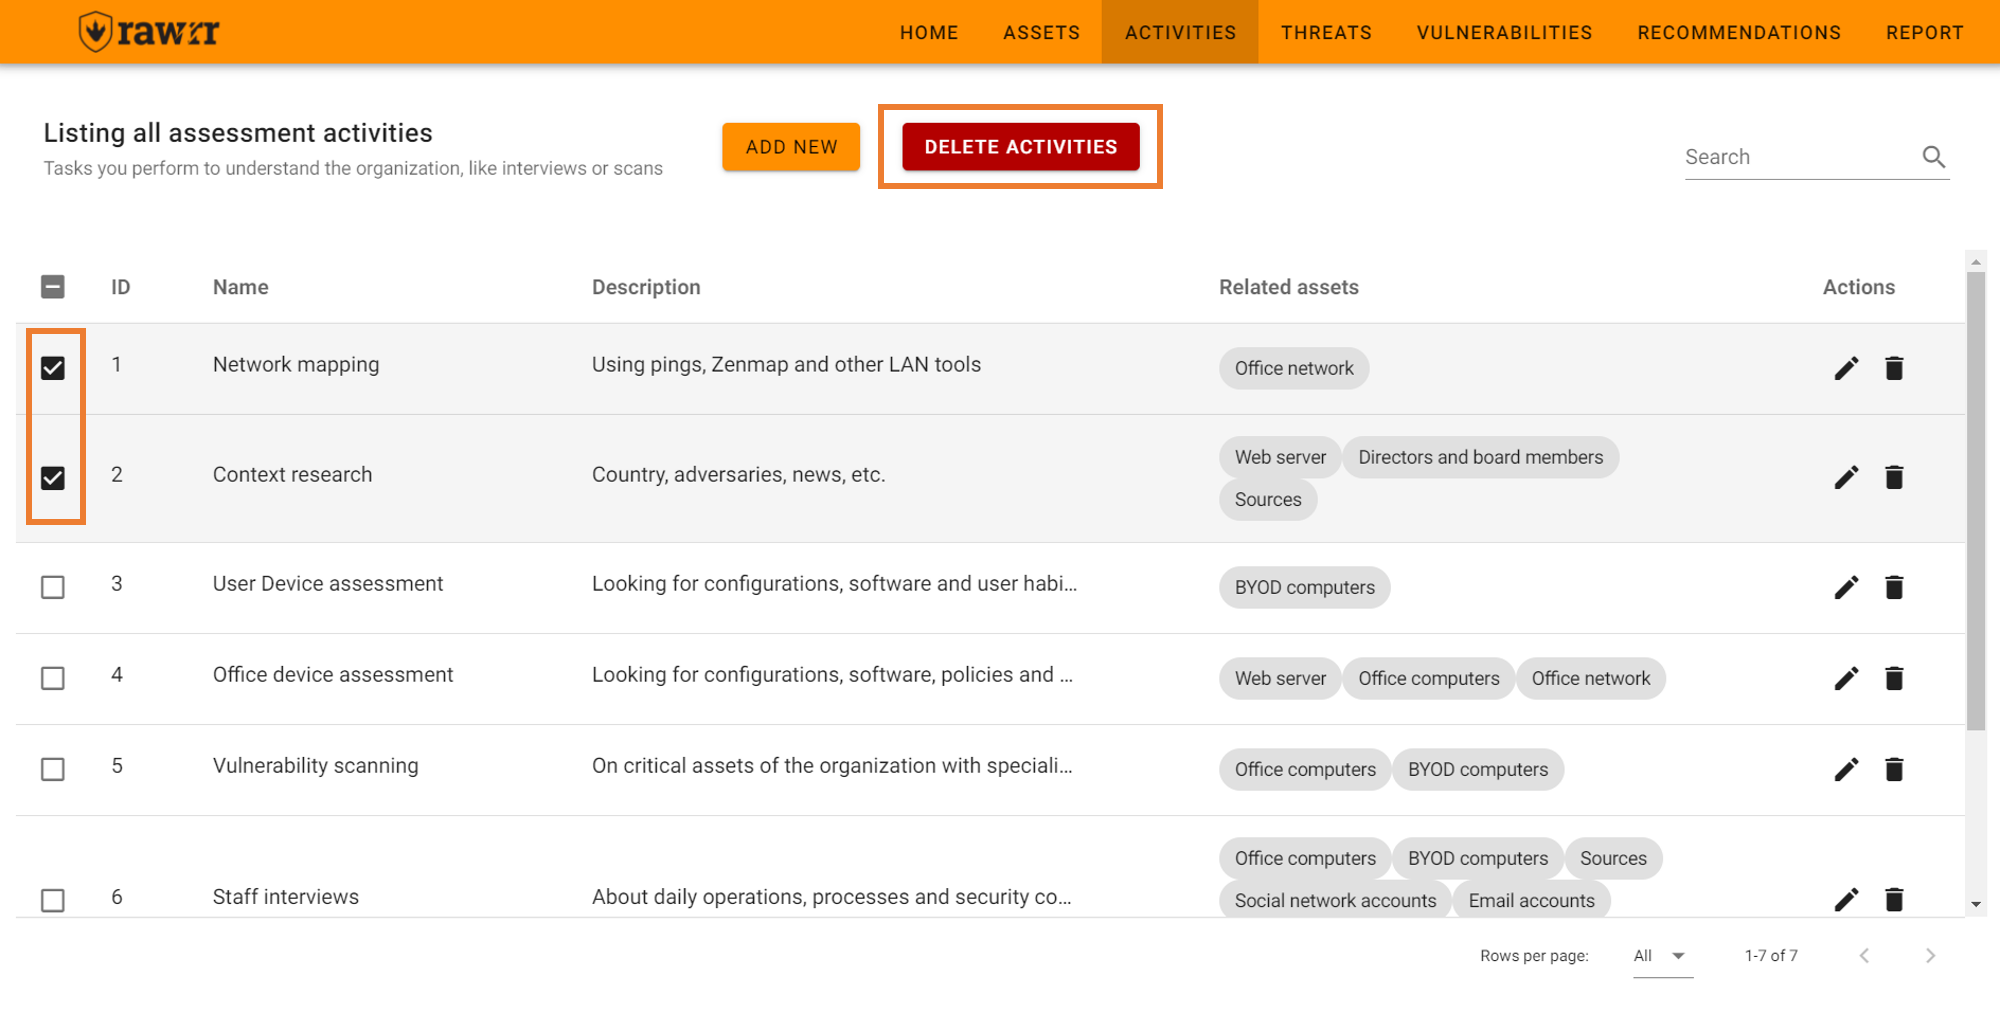 rawrr
HOME ASSETS ACTIVITIES THREATS VULNERABILITIES RECOMMENDATIONS REPORT
Listing all assessment activities
Tasks you perform to understand the organization, like interviews or scans
ADD NEW
DELETE ACTIVITIES
Search
ID Name Description Related assets Actions
1 Network mapping Using pings, Zenmap and other LAN tools Office network
2 Context research Country, adversaries, news, etc. Web server Directors and board members
Sources
3 User Device assessment Looking for configurations, software and user habi... BYOD computers
4 Office device assessment Looking for configurations, software, policies and ... Web server Office computers Office network
5 Vulnerability scanning On critical assets of the organization with speciali... Office computers BYOD computers
Office computers BYOD computers Sources
6 Staff interviews About daily operations, processes and security co... Social network accounts Email accounts
Rows per page: All 1-7 of 7